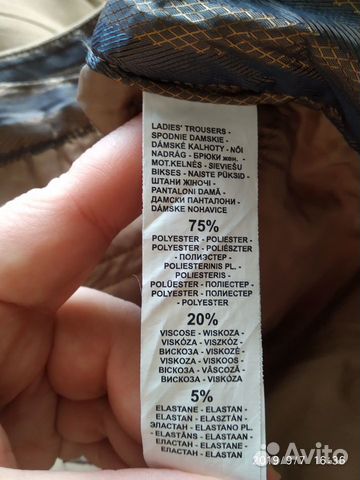 LADIES' TROUSERS -
SPODNIE DAMSKIE -
DÁMSKÉ KALHOTY - NŐI
NADRÁG - БРЮКИ жен.
MOT.KELNĖS - SIEVIEŠU
BIKSES - NAISTE PÜKSID -
ШТАНИ ЖІНОЧІ -
PANTALONI DAMĂ -
ДАМСКИ ПАНТАЛОНИ -
DÁMSKE NOHAVICE
75%
POLYESTER - POLIESTER -
POLYESTER - POLIÉSZTER
- ПОЛИЭСТЕР -
POLIESTERINIS PL. -
POLIESTERIS -
POLÜESTER - ПОЛІЕСТЕР -
POLIESTER - ПОЛИЕСТЕР
- POLYESTER
20%
VISCOSE - WISKOZA -
VISKÓZA - VISZKÓZ -
ВИСКОЗА - VISKOZĖ -
VISKOZA - VISKOOS -
ВІСКОЗА - VÂSCOZĂ -
ВИСКОЗА - VISKÓZA
5%
ELASTANE - ELASTAN -
ELASTAN - ELASZTÁN -
ЭЛАСТАН - ELASTANO PL.
- ELASTĀNS - ELASTAAN
- ЕЛАСТАН - ELASTANE -
ЕЛАСТАН - ELASTAN
Avito
2019/9/7 16:36